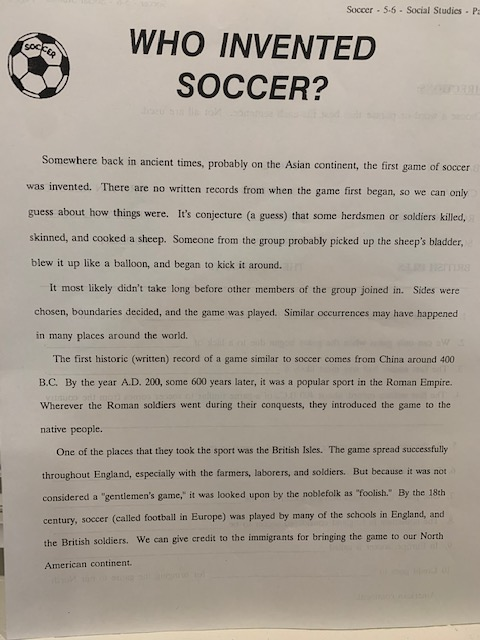 Soccer - 5-6 - Social Studies -
SOCCER
WHO INVENTED
SOCCER?
Somewhere back in ancient times, probably on the Asian continent, the first game of soccer
was invented. There are no written records from when the game first began, so we can only
guess about how things were. It's conjecture (a guess) that some herdsmen or soldiers killed,
skinned, and cooked a sheep. Someone from the group probably picked up the sheep's bladder,
blew it up like a balloon, and began to kick it around.
It most likely didn't take long before other members of the group joined in. Sides were
chosen, boundaries decided, and the game was played. Similar occurrences may have happened
in many places around the world.
The first historic (written) record of a game similar to soccer comes from China around 400
B.C. By the year A.D. 200, some 600 years later, it was a popular sport in the Roman Empire.
Wherever the Roman soldiers went during their conquests, they introduced the game to the
native people.
One of the places that they took the sport was the British Isles. The game spread successfully
throughout England, especially with the farmers, laborers, and soldiers. But because it was not
considered a "gentlemen's game," it was looked upon by the noblefolk as "foolish." By the 18th
century, soccer (called football in Europe) was played by many of the schools in England, and
the British soldiers. We can give credit to the immigrants for bringing the game to our North
American continent.